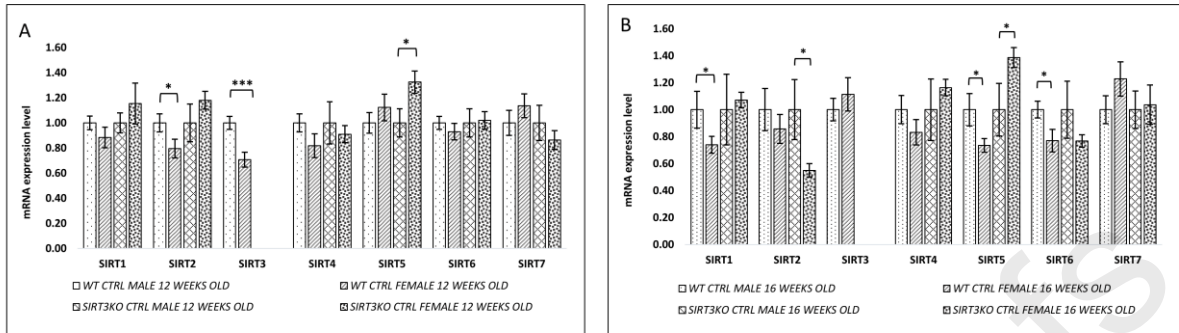 A
1.60
1.40
1.20
1.00
0.80
0.60
0.40
0.20
0.00
mRNA expression level
* *** *
SIRT1 SIRT2 SIRT3 SIRT4 SIRT5 SIRT6 SIRT7
WT CTRL MALE 12 WEEKS OLD WT CTRL FEMALE 12 WEEKS OLD
SIRT3KO CTRL MALE 12 WEEKS OLD SIRT3KO CTRL FEMALE 12 WEEKS OLD
B
1.60
1.40
1.20
1.00
0.80
0.60
0.40
0.20
0.00
mRNA expression level
* * * * *
SIRT1 SIRT2 SIRT3 SIRT4 SIRT5 SIRT6 SIRT7
WT CTRL MALE 16 WEEKS OLD WT CTRL FEMALE 16 WEEKS OLD
SIRT3KO CTRL MALE 16 WEEKS OLD SIRT3KO CTRL FEMALE 16 WEEKS OLD
fs